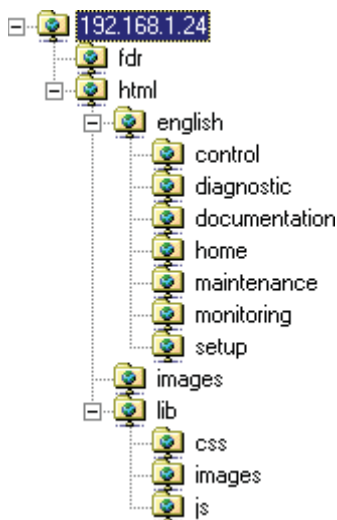 192.168.1.24
fdr
html
english
control
diagnostic
documentation
home
maintenance
monitoring
setup
images
lib
css
images
js